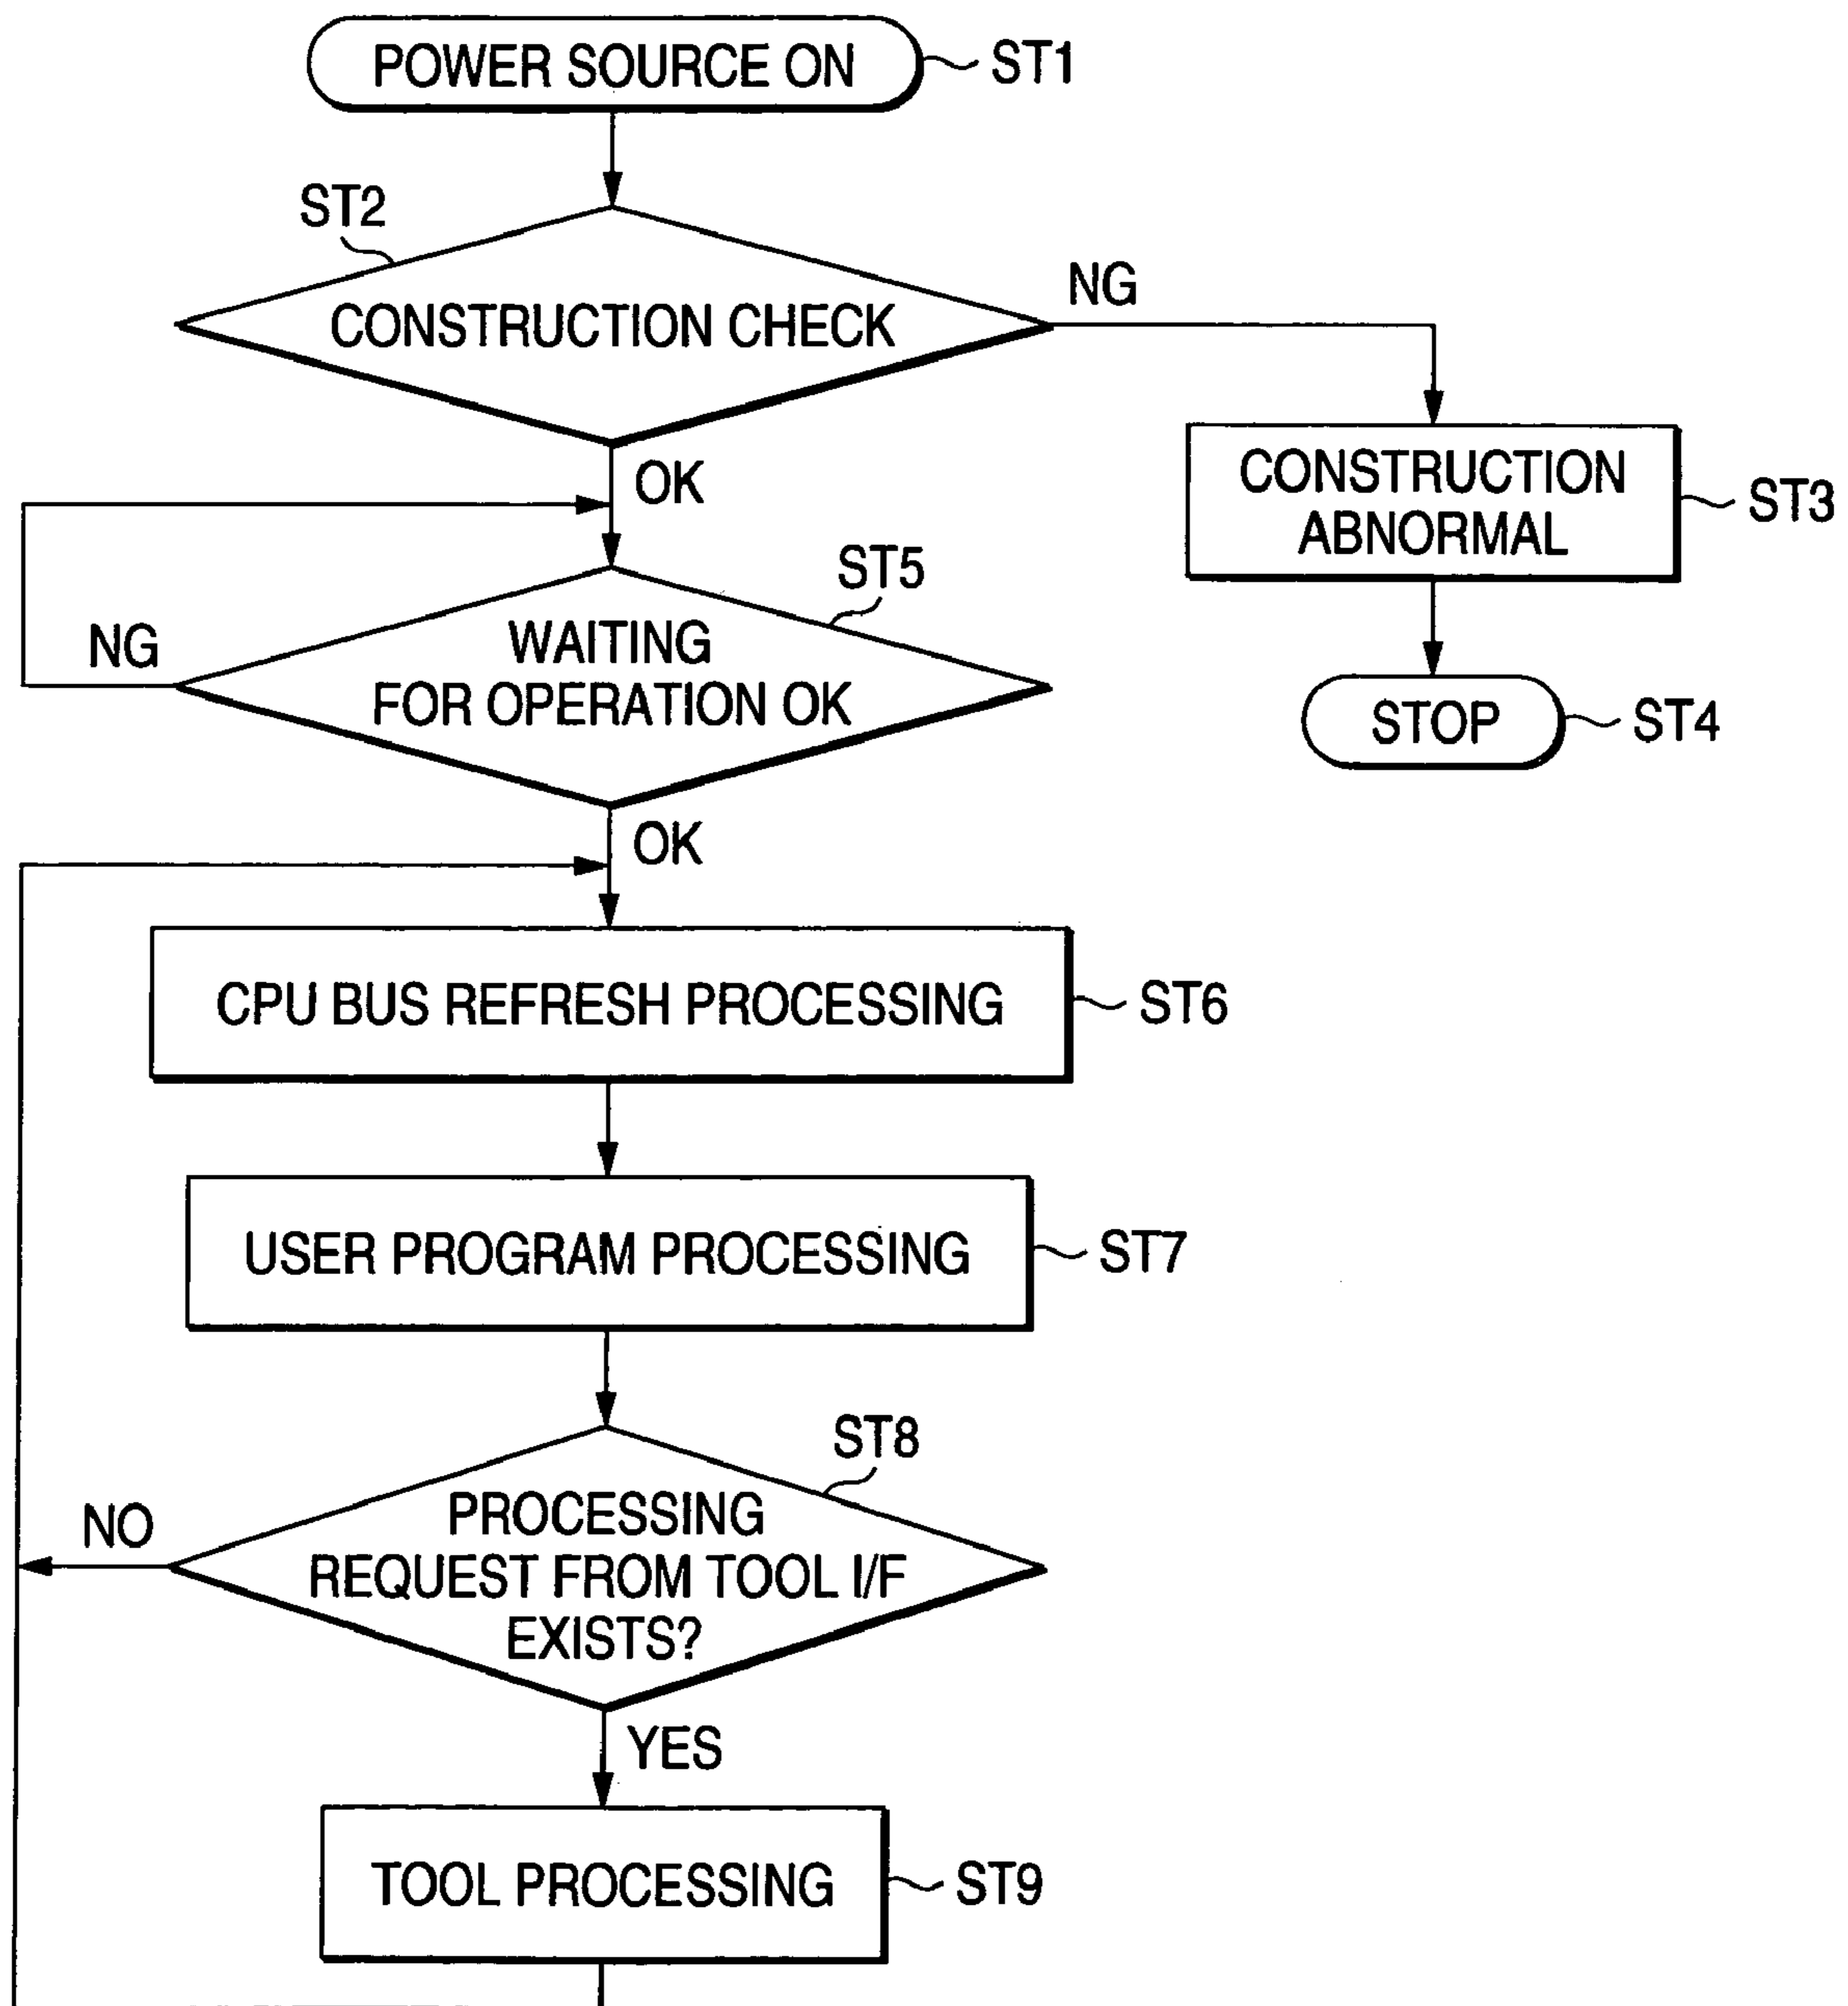 POWER SOURCE ON
ST1
ST2
CONSTRUCTION CHECK
NG
OK
CONSTRUCTION
ABNORMAL
ST3
ST5
WAITING
FOR OPERATION OK
NG
STOP
ST4
OK
CPU BUS REFRESH PROCESSING
ST6
USER PROGRAM PROCESSING
ST7
ST8
PROCESSING
REQUEST FROM TOOL I/F
EXISTS?
NO
YES
TOOL PROCESSING
ST9